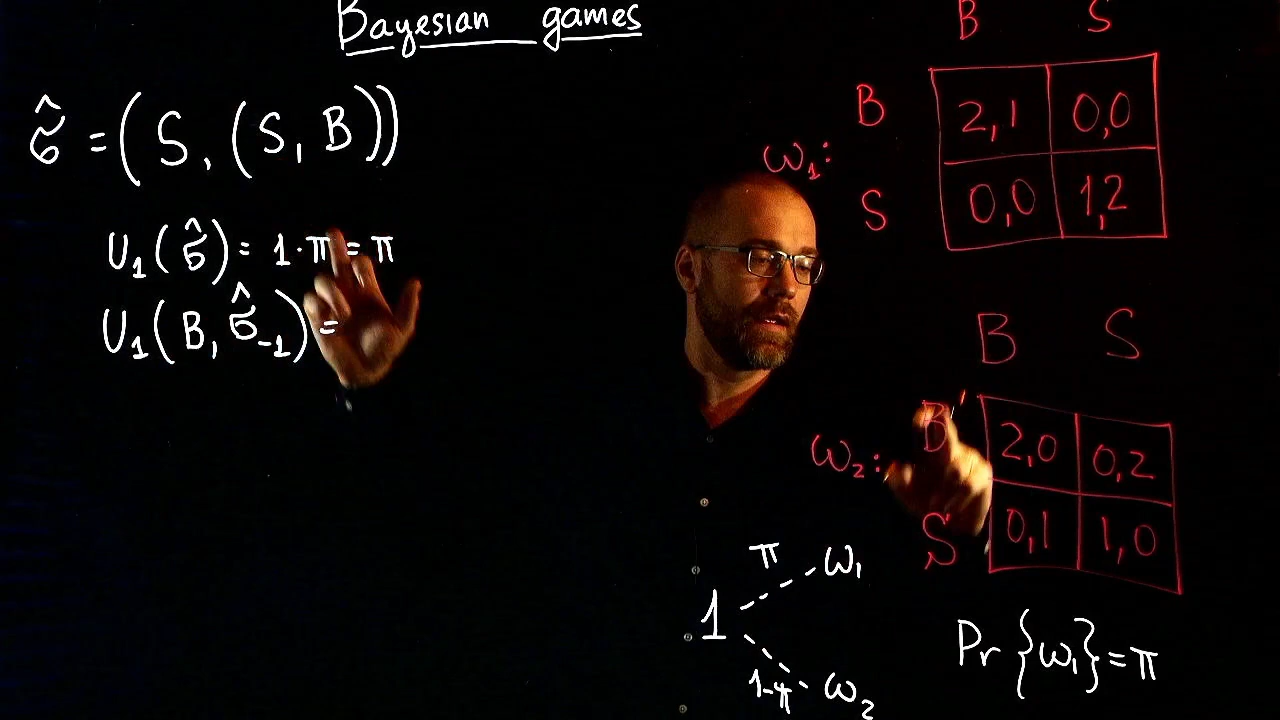 Bayesian games
σ̂ = (S, (S, B))
U₁(σ̂) = 1·π = π
U₁(B, σ̂₋₁) =
B S
ω₁:
B 2,1 0,0
S 0,0 1,2
B S
ω₂:
B 2,0 0,2
S 0,1 1,0
π ω₁
1
1-π ω₂
Pr {ω₁} = π